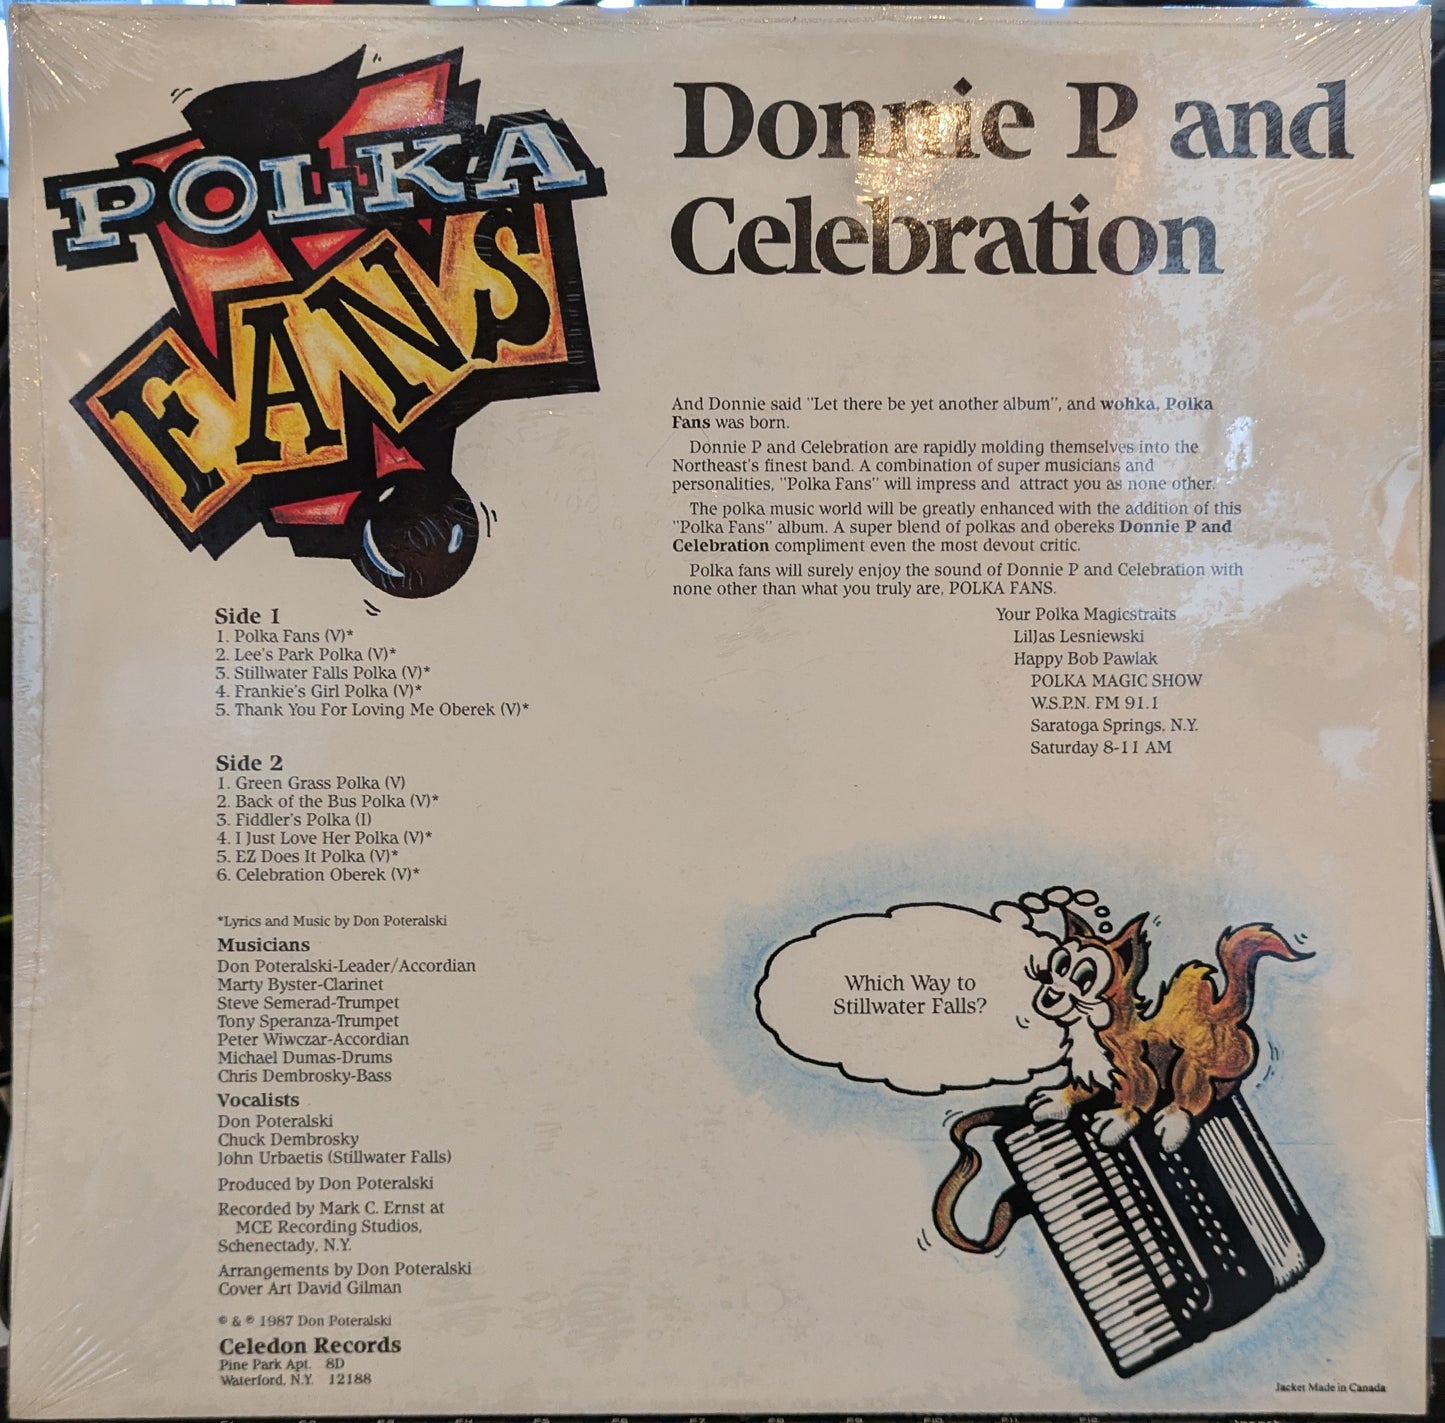 POLKA
FANS
Donnie P and
Celebration
And Donnie said "Let there be yet another album", and wohka, Polka
Fans was born.
Donnie P and Celebration are rapidly molding themselves into the
Northeast's finest band. A combination of super musicians and
personalities, "Polka Fans" will impress and attract you as none other.
The polka music world will be greatly enhanced with the addition of this
"Polka Fans" album. A super blend of polkas and obereks Donnie P and
Celebration compliment even the most devout critic.
Polka fans will surely enjoy the sound of Donnie P and Celebration with
none other than what you truly are, POLKA FANS.
Your Polka Magicstraits
LilJas Lesniewski
Happy Bob Pawlak
POLKA MAGIC SHOW
W.S.P.N. FM 91.1
Saratoga Springs, N.Y.
Saturday 8-11 AM
Side 1
1. Polka Fans (V)*
2. Lee's Park Polka (V)*
3. Stillwater Falls Polka (V)*
4. Frankie's Girl Polka (V)*
5. Thank You For Loving Me Oberek (V)*
Side 2
1. Green Grass Polka (V)
2. Back of the Bus Polka (V)*
3. Fiddler's Polka (I)
4. I Just Love Her Polka (V)*
5. EZ Does It Polka (V)*
6. Celebration Oberek (V)*
*Lyrics and Music by Don Poteralski
Musicians
Don Poteralski-Leader/Accordian
Marty Byster-Clarinet
Steve Semerad-Trumpet
Tony Speranza-Trumpet
Peter Wiwczar-Accordian
Michael Dumas-Drums
Chris Dembrosky-Bass
Vocalists
Don Poteralski
Chuck Dembrosky
John Urbaetis (Stillwater Falls)
Produced by Don Poteralski
Recorded by Mark C. Ernst at
MCE Recording Studios,
Schenectady, N.Y.
Arrangements by Don Poteralski
Cover Art David Gilman
© & ℗ 1987 Don Poteralski
Celedon Records
Pine Park Apt. 8D
Waterford, N.Y. 12188
Which Way to
Stillwater Falls?
Jacket Made in Canada